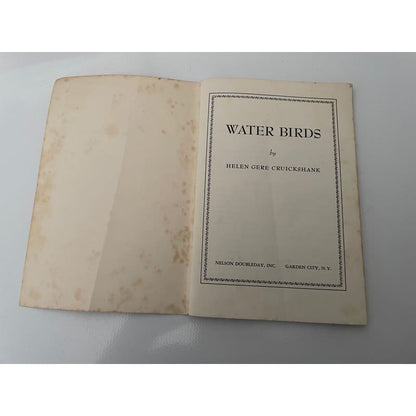 WATER BIRDS
by
HELEN GERE CRUICKSHANK
NELSON DOUBLEDAY, INC. GARDEN CITY, N. Y.